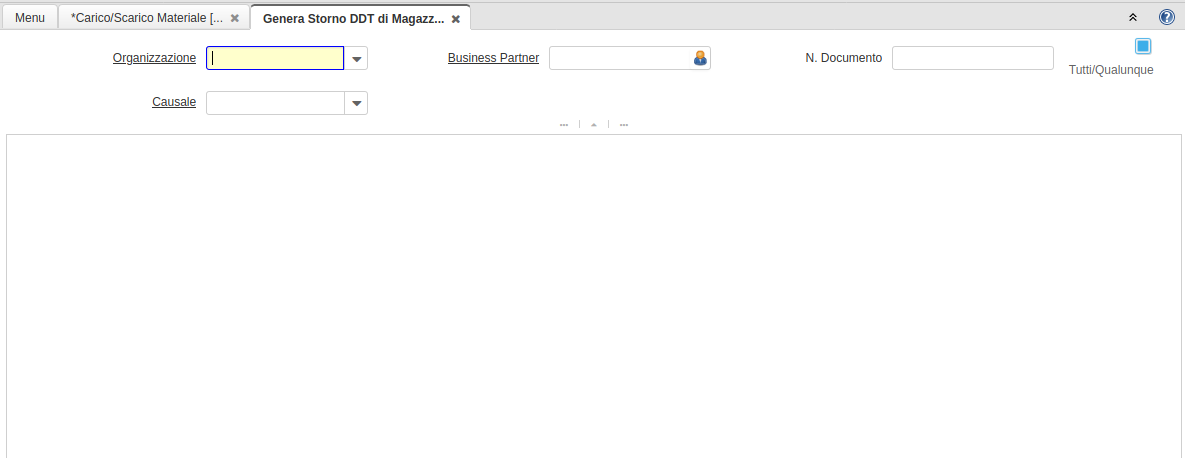 Menu
*Carico/Scarico Materiale [...
Genera Storno DDT di Magazz...
Organizzazione
Business Partner
N. Documento
Tutti/Qualunque
Causale